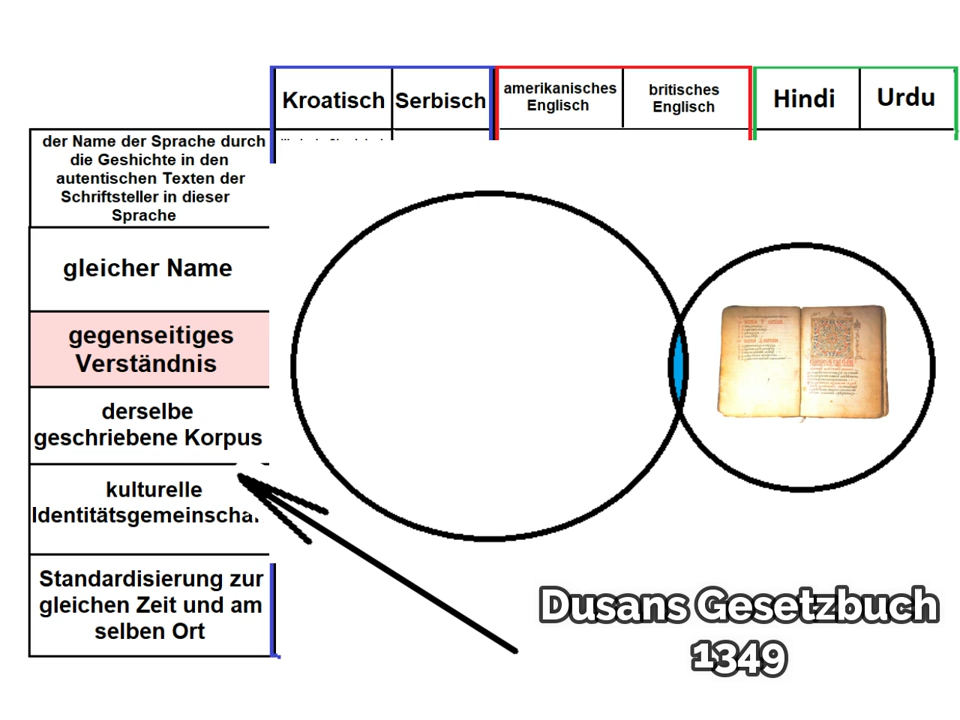 Kroatisch
Serbisch
amerikanisches
Englisch
britisches
Englisch
Hindi
Urdu
der Name der Sprache durch
die Geshichte in den
autentischen Texten der
Schriftsteller in dieser
Sprache
gleicher Name
gegenseitiges
Verständnis
derselbe
geschriebene Korpus
kulturelle
Identitätsgemeinscha
Standardisierung zur
gleichen Zeit und am
selben Ort
Dusans Gesetzbuch
1349